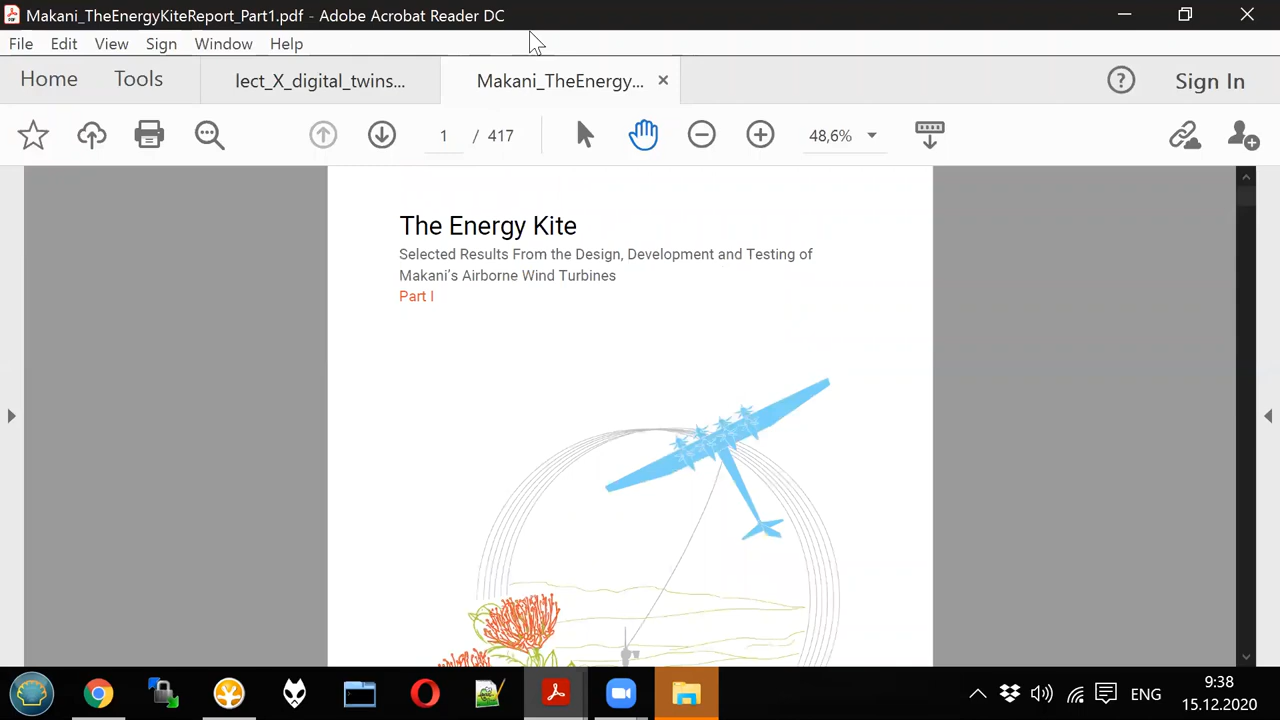 Makani_TheEnergyKiteReport_Part1.pdf - Adobe Acrobat Reader DC
File Edit View Sign Window Help
Home Tools lect_X_digital_twins... Makani_TheEnergy... Sign In
1 / 417 48,6%
The Energy Kite
Selected Results From the Design, Development and Testing of
Makani's Airborne Wind Turbines
Part I
ENG 9:38
15.12.2020